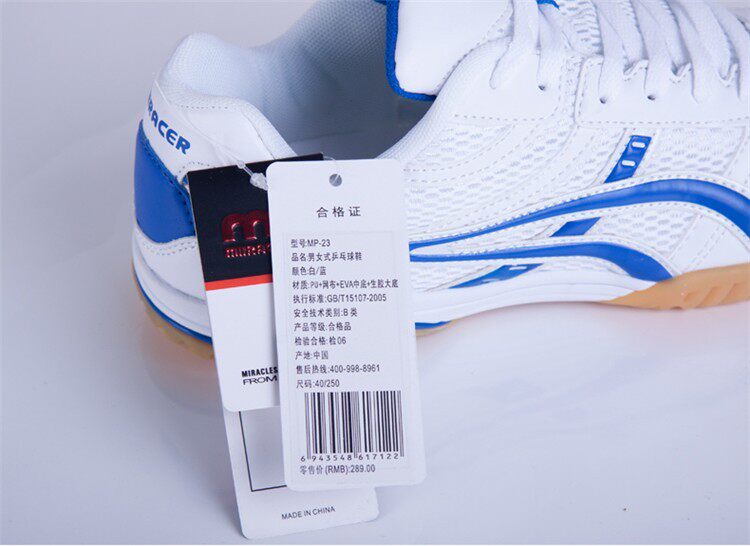 RACER
合格证
型号:MP-23
品名:男女式乒乓球鞋
颜色:白/蓝
材质:PU+网布+EVA中底+生胶大底
执行标准:GB/T15107-2005
安全技术类别:B 类
产品等级:合格品
检验合格:检06
产地:中国
售后热线:400-998-8961
尺码:40/250
6 943548 617122
零售价(RMB):289.00
MIRACLES
FROM
MADE IN CHINA